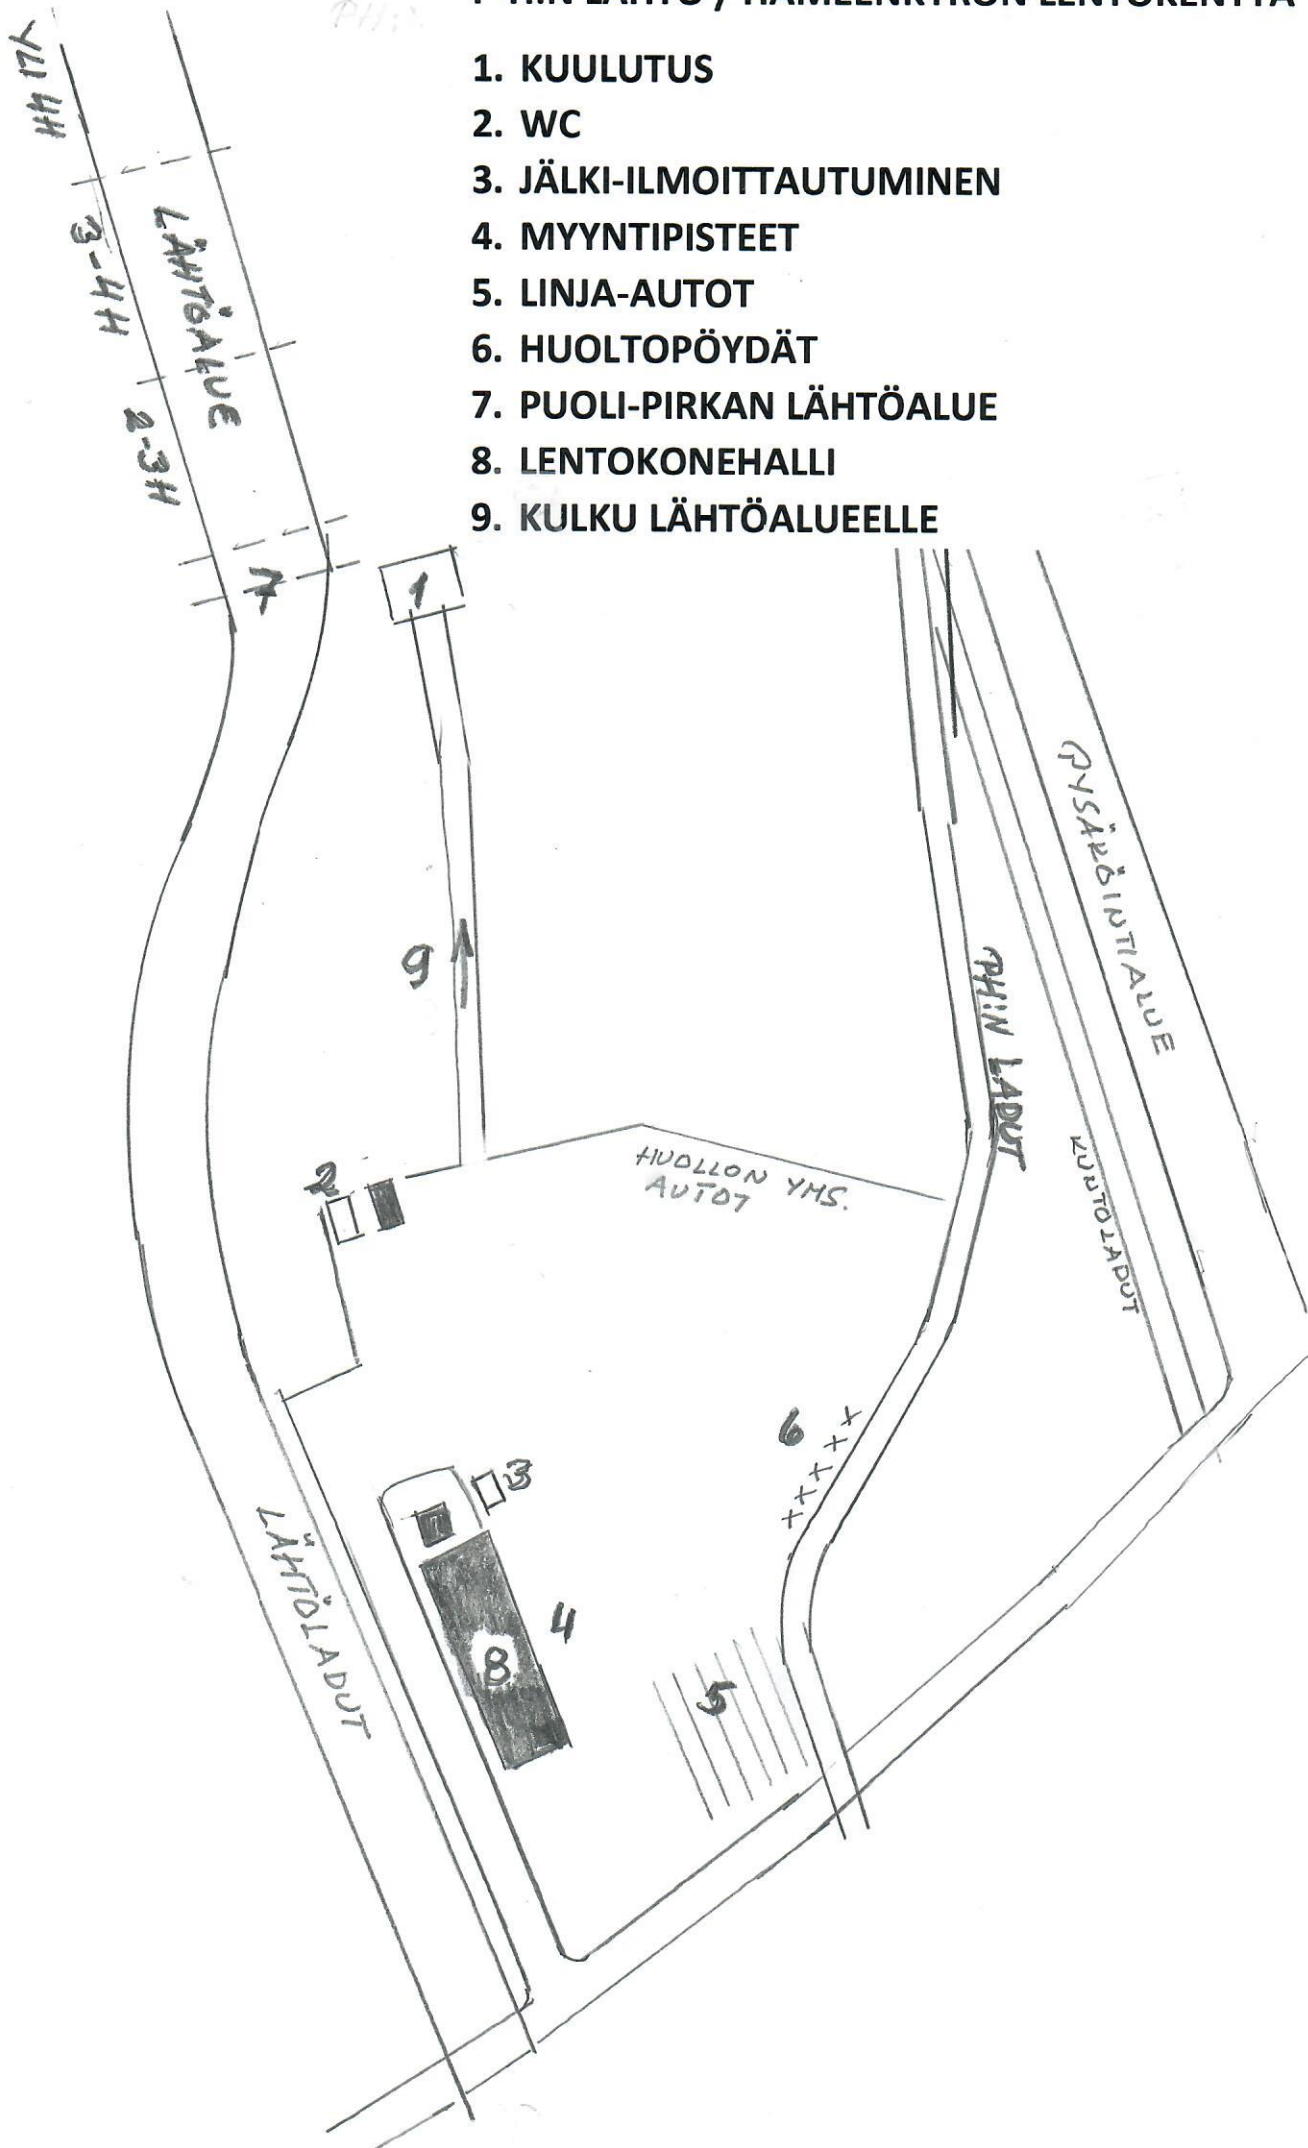 1. KUULUTUS
2. WC
3. JÄLKI-ILMOITTAUTUMINEN
4. MYYNTIPISTEET
5. LINJA-AUTOT
6. HUOLTOPÖYDÄT
7. PUOLI-PIRKAN LÄHTÖALUE
8. LENTOKONEHALLI
9. KULKU LÄHTÖALUEELLE
YLI 4H
3-4H
2-3H
LÄHTÖALUE
7
1
PYSÄKÖINTIALUE
9
PH:N LADUT
KUNTOLADUT
2
HUOLLON YMS.
AUTOT
6
3
LÄHTÖLADUT
4
8
5